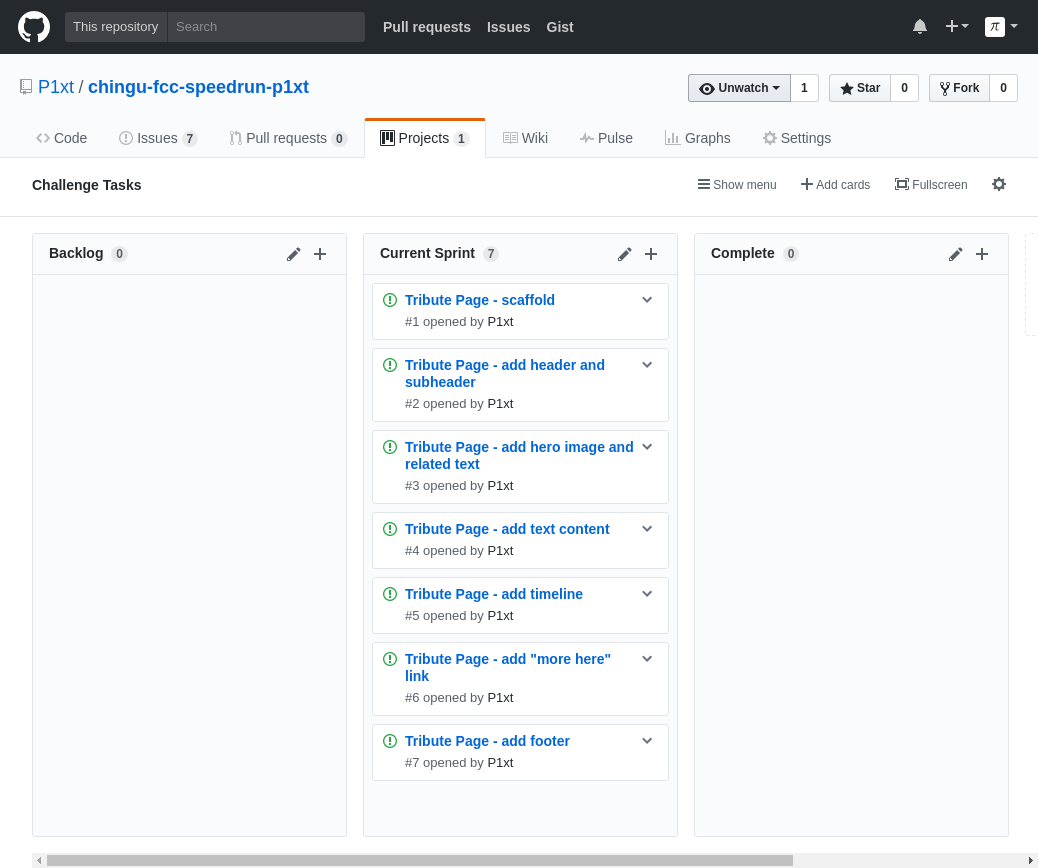 This repository Search Pull requests Issues Gist π
P1xt / chingu-fcc-speedrun-p1xt Unwatch 1 Star 0 Fork 0
Code Issues 7 Pull requests 0 Projects 1 Wiki Pulse Graphs Settings
Challenge Tasks Show menu Add cards Fullscreen
Backlog 0
Current Sprint 7
Tribute Page - scaffold
#1 opened by P1xt
Tribute Page - add header and
subheader
#2 opened by P1xt
Tribute Page - add hero image and
related text
#3 opened by P1xt
Tribute Page - add text content
#4 opened by P1xt
Tribute Page - add timeline
#5 opened by P1xt
Tribute Page - add "more here"
link
#6 opened by P1xt
Tribute Page - add footer
#7 opened by P1xt
Complete 0